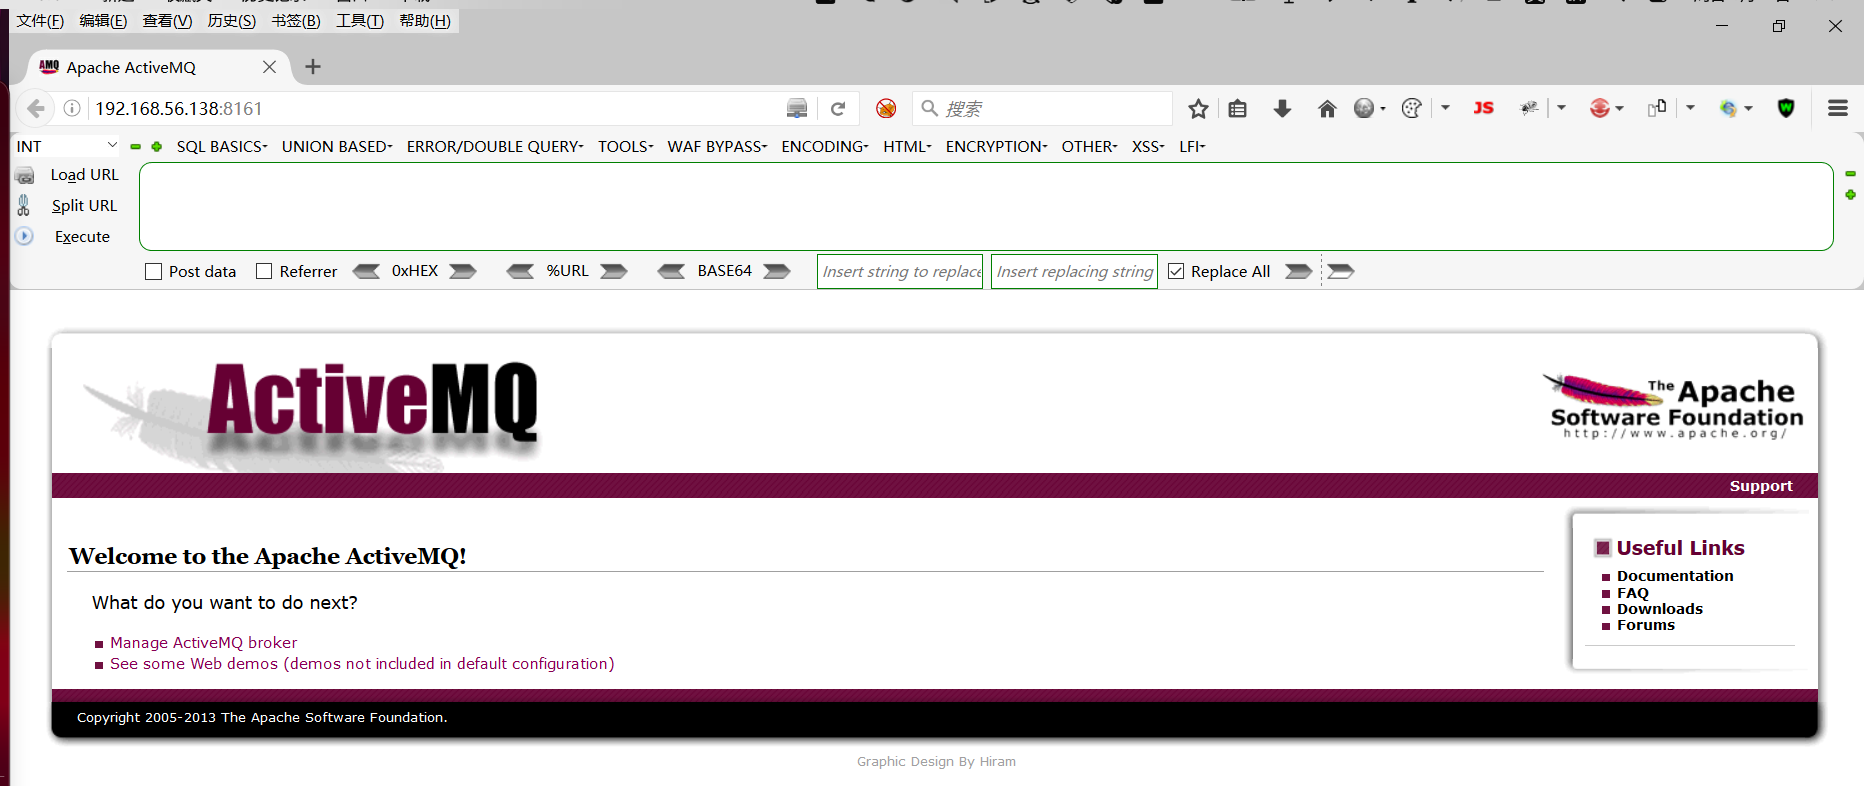 文件(F) 编辑(E) 查看(V) 历史(S) 书签(B) 工具(T) 帮助(H)
AMQ Apache ActiveMQ
192.168.56.138:8161 搜索 JS
INT SQL BASICS UNION BASED ERROR/DOUBLE QUERY TOOLS WAF BYPASS ENCODING HTML ENCRYPTION OTHER XSS LFI
Load URL
Split URL
Execute
Post data Referrer 0xHEX %URL BASE64 Insert string to replace Insert replacing string Replace All
ActiveMQ
The Apache
Software Foundation
http://www.apache.org/
Support
Welcome to the Apache ActiveMQ!
What do you want to do next?
Manage ActiveMQ broker
See some Web demos (demos not included in default configuration)
Useful Links
Documentation
FAQ
Downloads
Forums
Copyright 2005-2013 The Apache Software Foundation.
Graphic Design By Hiram